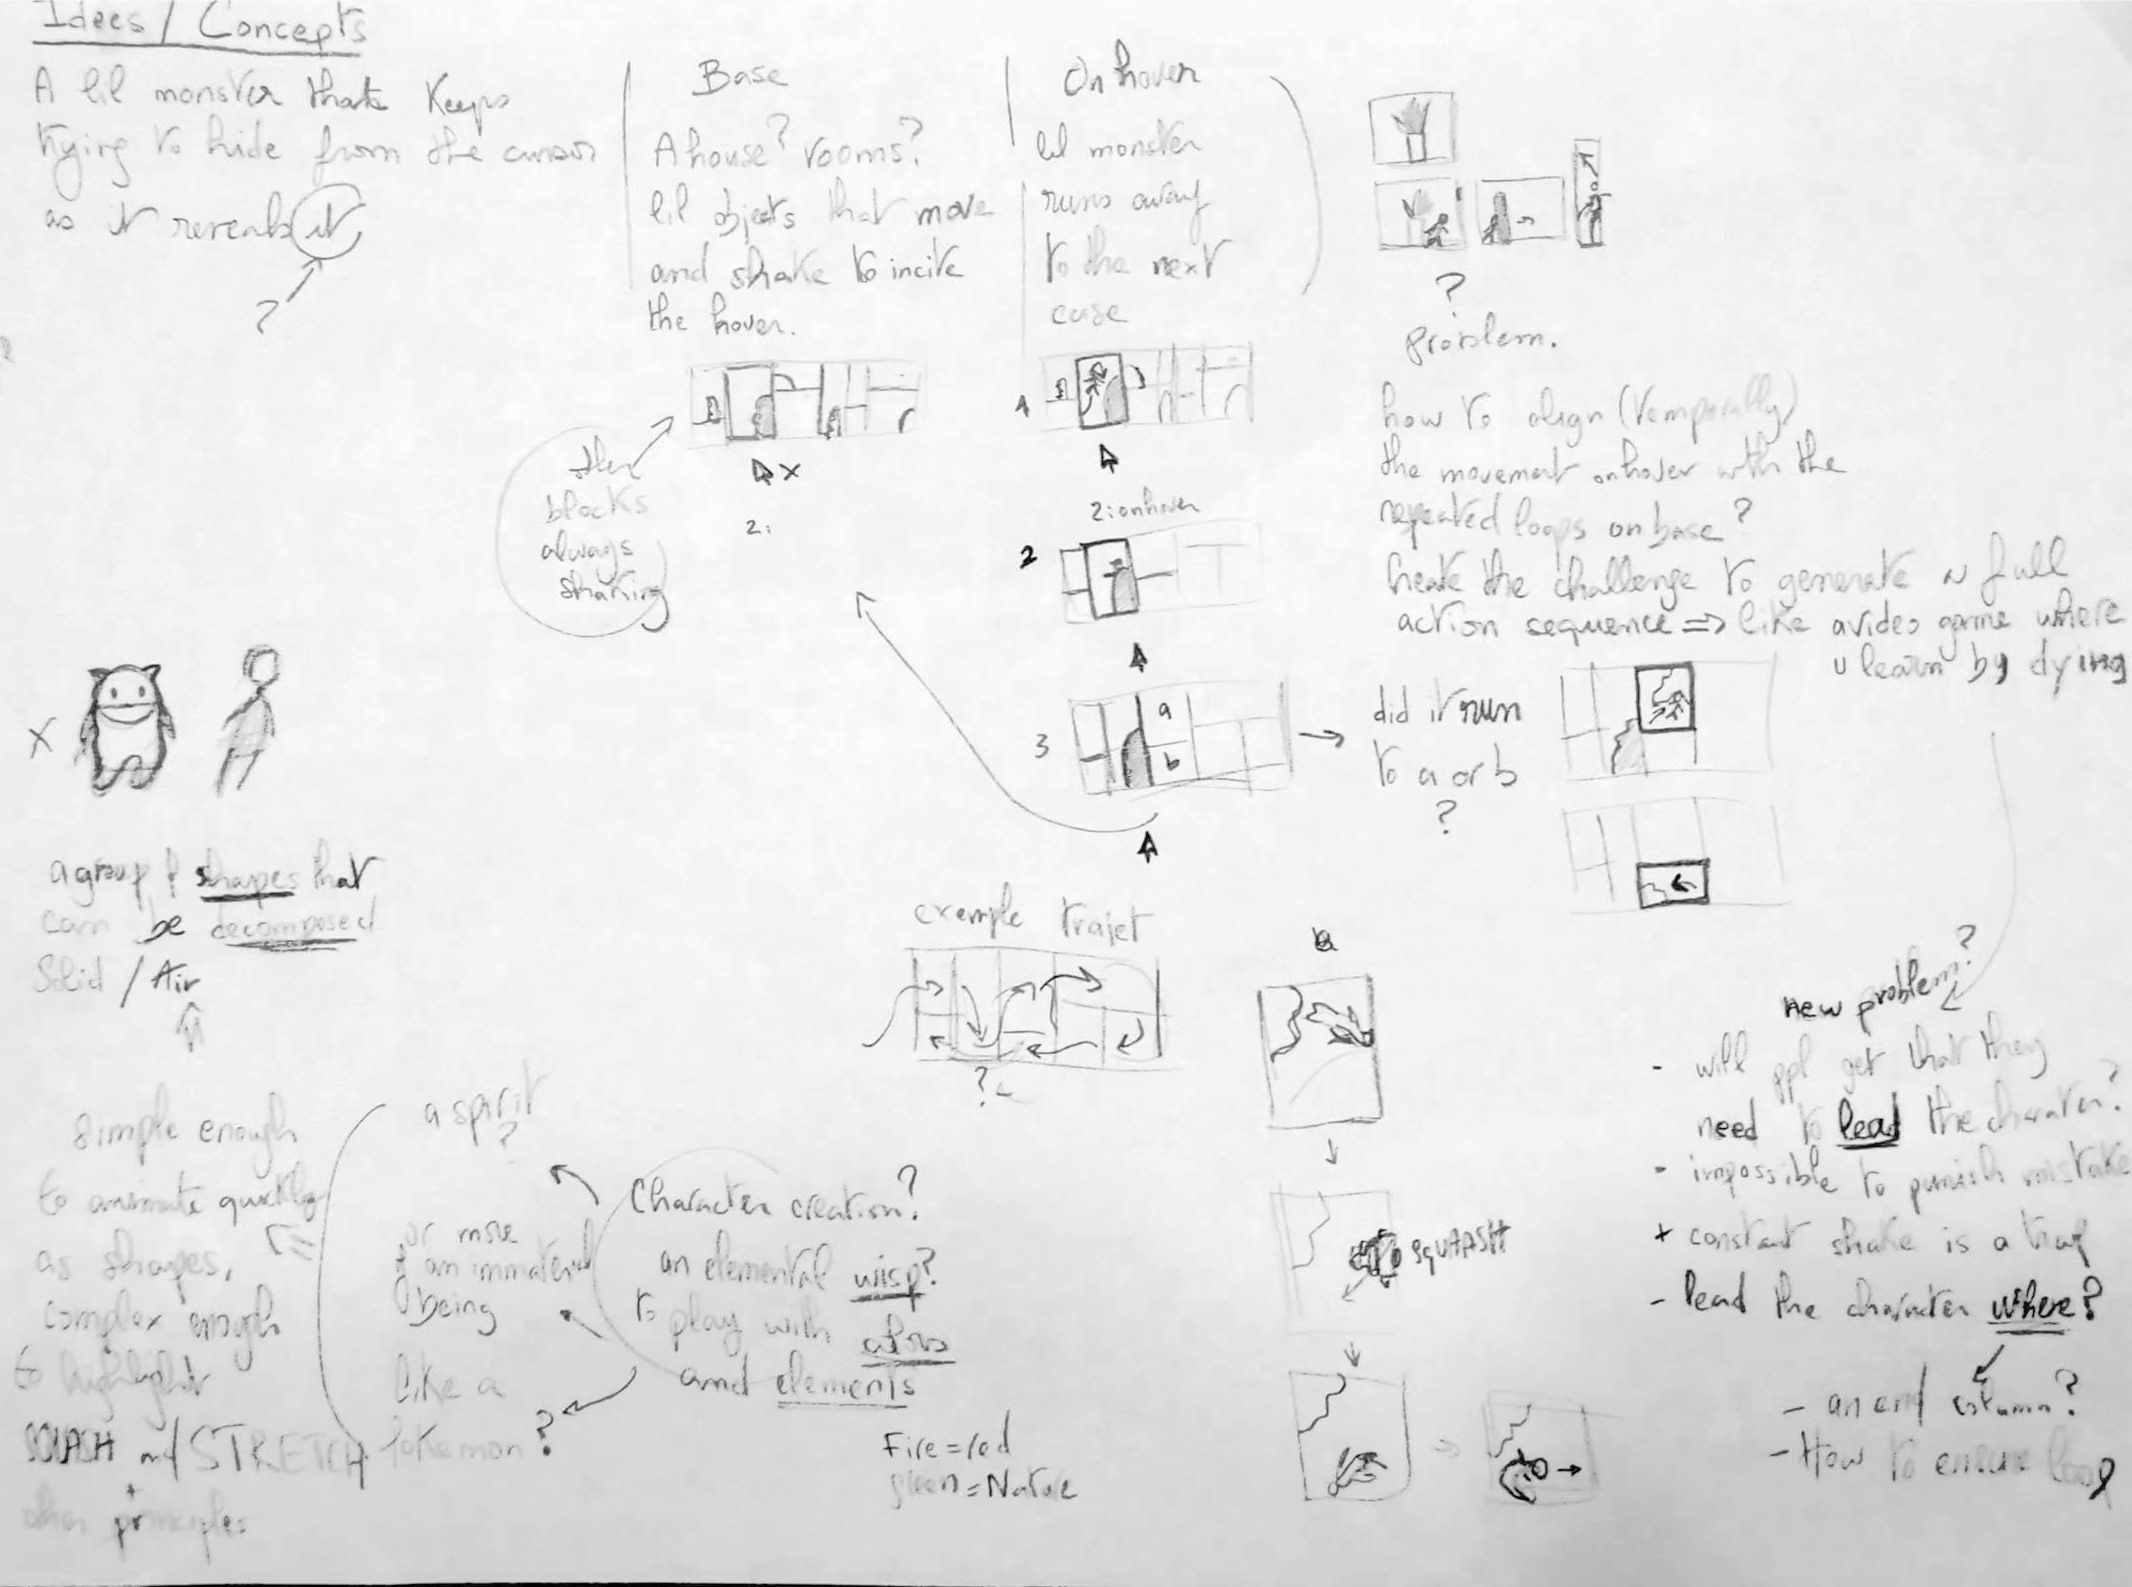 Idees / Concepts
A lil monster that keeps
trying to hide from the cursor
as it reveals it
?
Base
A house? rooms?
lil objects that move
and shake to incite
the hover.
On hover
lil monster
runs away
to the next
case
?
problem.
how to align (temporally)
the movement on hover with the
repeated loops on base?
the challenge to generate a full
action sequence => like a video game where
u learn by dying
blocks
always
shaking
x
2:
1
2: on hover
2
3
a
b
did it run
to a or b
?
x
a group of shapes that
can be decomposed
Solid / Air
exemple trajet
?
simple enough
to animate quickly
as shapes,
complex enough
to highlight
SQUASH and STRETCH
+
other principles
a spirit
?
or more
of an immaterial
being
like a
Pokemon?
Character creation?
an elemental wisp?
to play with
and elements
Fire = red
green = Nature
SQUAASH
new problem?
- will ppl get that they
need to lead the character?
- impossible to punish mistake
+ constant shake is a trap
- lead the character where?
- an end column?
- How to ensure loop